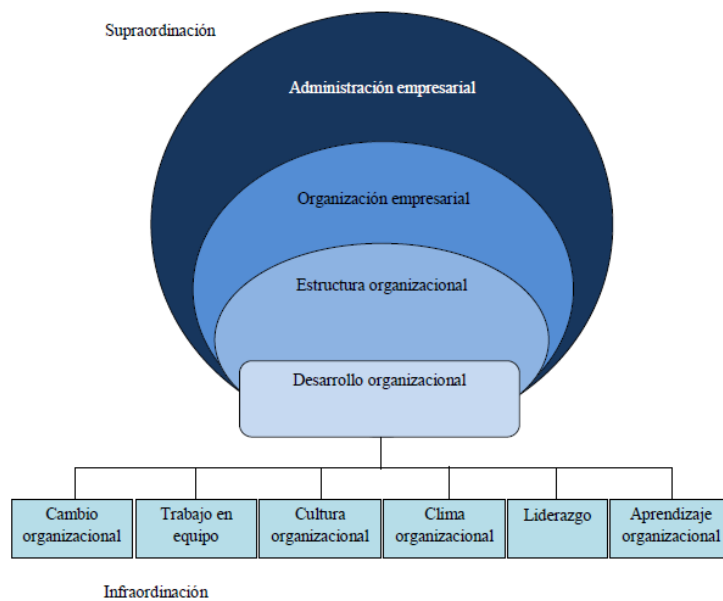 Supraordinación
Administración empresarial
Organización empresarial
Estructura organizacional
Desarrollo organizacional
Cambio
organizacional
Trabajo en
equipo
Cultura
organizacional
Clima
organizacional
Liderazgo
Aprendizaje
organizacional
Infraordinación